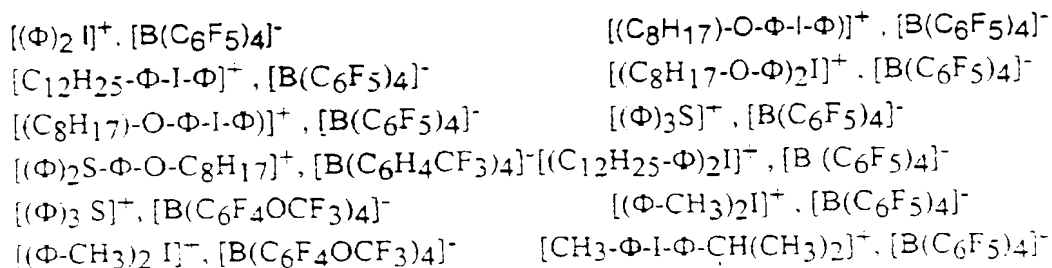 [(Φ)2 I]+, [B(C6F5)4]- [(C8H17)-O-Φ-I-Φ)]+, [B(C6F5)4]-
[C12H25-Φ-I-Φ]+, [B(C6F5)4]- [(C8H17-O-Φ)2I]+, [B(C6F5)4]-
[(C8H17)-O-Φ-I-Φ)]+, [B(C6F5)4]- [(Φ)3S]+, [B(C6F5)4]-
[(Φ)2S-Φ-O-C8H17]+, [B(C6H4CF3)4]- [(C12H25-Φ)2I]+, [B (C6F5)4]-
[(Φ)3 S]+, [B(C6F4OCF3)4]- [(Φ-CH3)2I]+, [B(C6F5)4]-
[(Φ-CH3)2 I]+, [B(C6F4OCF3)4]- [CH3-Φ-I-Φ-CH(CH3)2]+, [B(C6F5)4]-